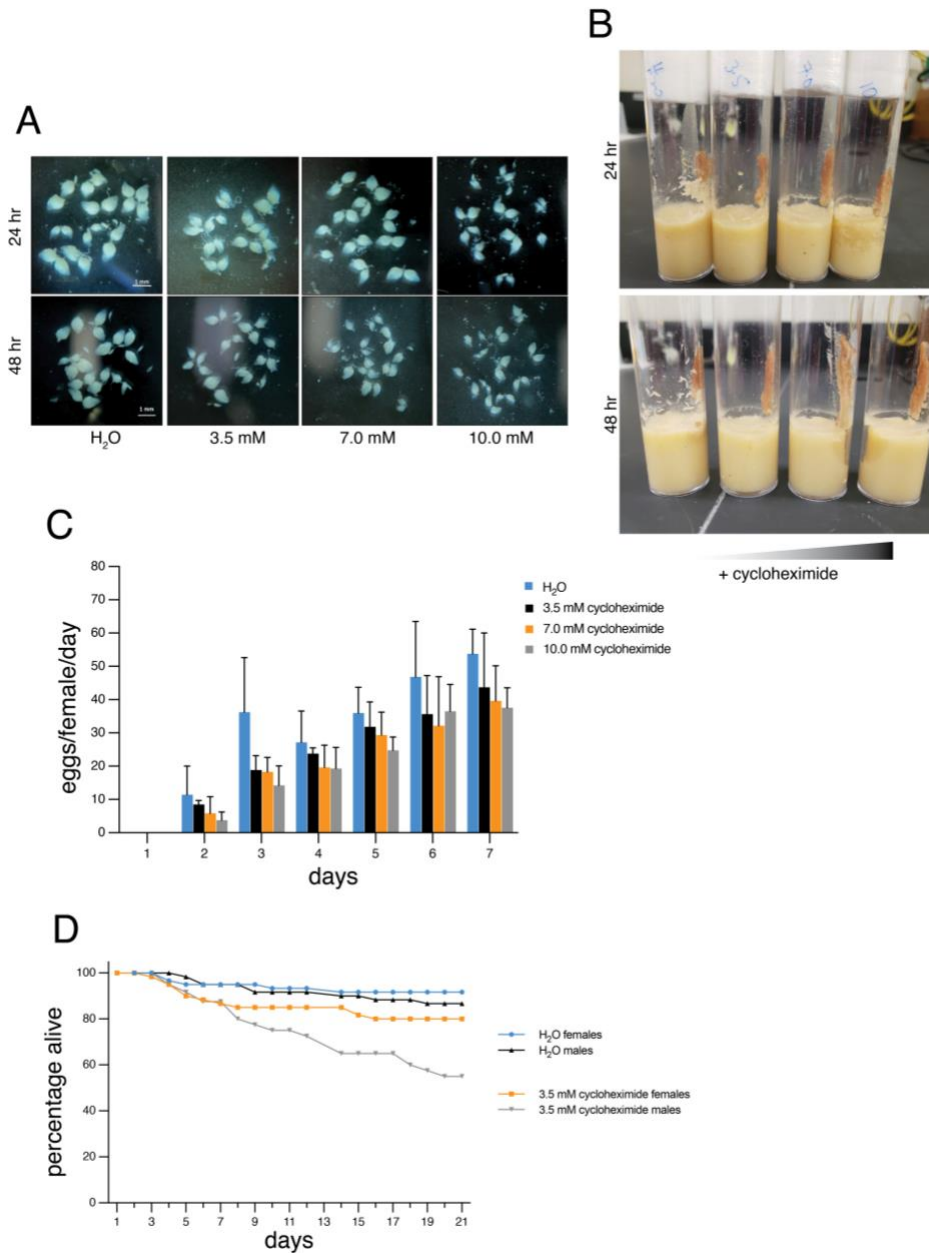 A
24 hr
1 mm
48 hr
1 mm
H₂O 3.5 mM 7.0 mM 10.0 mM
B
24 hr
3.5
10
48 hr
+ cycloheximide
C
eggs/female/day
80
70
60
50
40
30
20
10
0
1 2 3 4 5 6 7
days
H₂O
3.5 mM cycloheximide
7.0 mM cycloheximide
10.0 mM cycloheximide
D
percentage alive
100
80
60
40
20
0
1 3 5 7 9 11 13 15 17 19 21
days
H₂O females
H₂O males
3.5 mM cycloheximide females
3.5 mM cycloheximide males